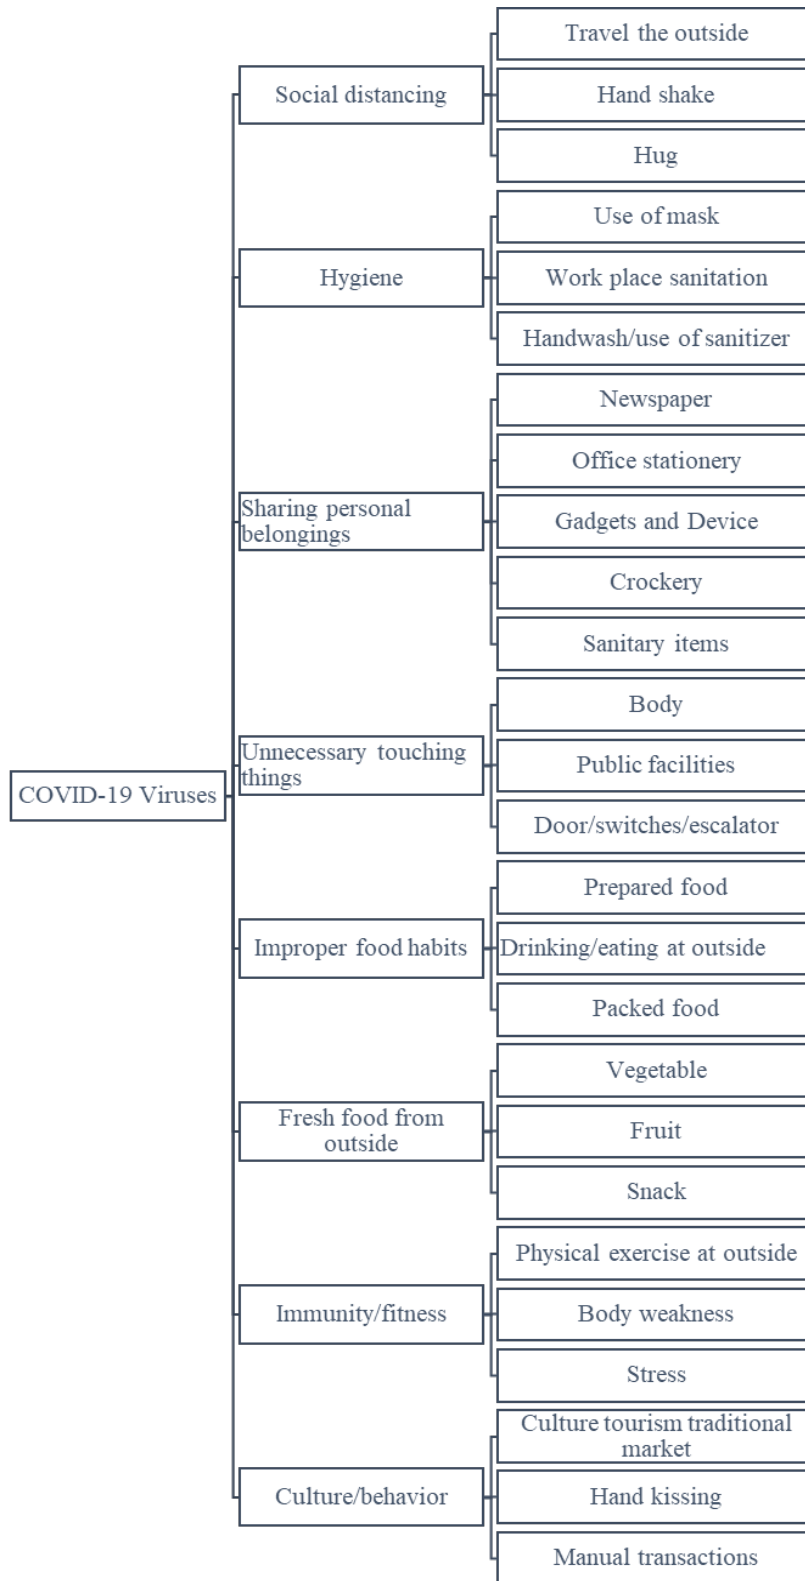 COVID-19 Viruses
Social distancing
Travel the outside
Hand shake
Hug
Hygiene
Use of mask
Work place sanitation
Handwash/use of sanitizer
Sharing personal
belongings
Newspaper
Office stationery
Gadgets and Device
Crockery
Sanitary items
Unnecessary touching
things
Body
Public facilities
Door/switches/escalator
Improper food habits
Prepared food
Drinking/eating at outside
Packed food
Fresh food from
outside
Vegetable
Fruit
Snack
Immunity/fitness
Physical exercise at outside
Body weakness
Stress
Culture/behavior
Culture tourism traditional
market
Hand kissing
Manual transactions